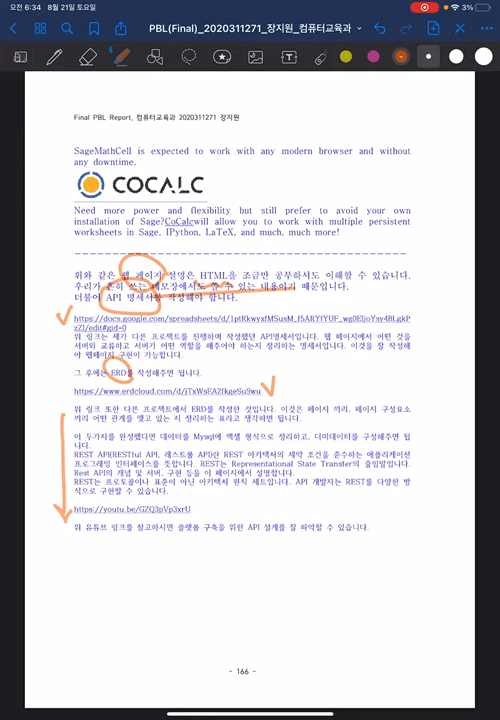 오전 6:34 8월 21일 토요일
3%
PBL(Final)_2020311271_장지원_컴퓨터교육과
Final PBL Report, 컴퓨터교육과 2020311271 장지원
SageMathCell is expected to work with any modern browser and without
any downtime.
COCALC
Need more power and flexibility but still prefer to avoid your own
installation of Sage?CoCalcwill allow you to work with multiple persistent
worksheets in Sage, IPython, LaTeX, and much, much more!
위와 같은 웹 페이지 설명은 HTML을 조금만 공부하셔도 이해할 수 있습니다.
우리가 흔히 쓰는 메모장에서도 쓸 수 있는 내용이기 때문입니다.
더불어 API 명세서를 작성해야 합니다.
https://docs.google.com/spreadsheets/d/
위 링크는 제가 다른 프로젝트를 진행하며 작성했던 API명세서입니다. 웹 페이지에서 어떤 것을
서버와 교류하고 서버가 어떤 역할을 해주어야 하는지 정리하는 명세서입니다. 이것을 잘 작성해
야 웹페이지 구현이 가능합니다.
그 후에는 ERD를 작성해주면 됩니다.
https://www.erdcloud.com/d/jTxWsEA2fkgeSu9wu
위 링크 또한 다른 프로젝트에서 ERD를 작성한 것입니다. 이것은 페이지 끼리, 페이지 구성요소
끼리 어떤 관계를 맺고 있는 지 정리하는 표라고 생각하면 됩니다.
이 두가지를 완성했다면 데이터를 Mysql에 엑셀 형식으로 정리하고, 더미데이터를 구성해주면 됩
니다.
REST API(RESTful API, 레스트풀 API)란 REST 아키텍처의 제약 조건을 준수하는 애플리케이션
프로그래밍 인터페이스를 뜻합니다. REST는 Representational State Transfer의 줄임말입니다.
Rest API의 개념 및 서버, 구현 등을 이 페이지에서 설명합니다.
REST는 프로토콜이나 표준이 아닌 아키텍처 원칙 세트입니다. API 개발자는 REST를 다양한 방
식으로 구현할 수 있습니다.
https://youtu.be/GZQ3pVp3xrU
위 유튜브 링크를 참고하시면 플랫폼 구축을 위한 API 설계를 잘 파악할 수 있습니다.
- 166 -